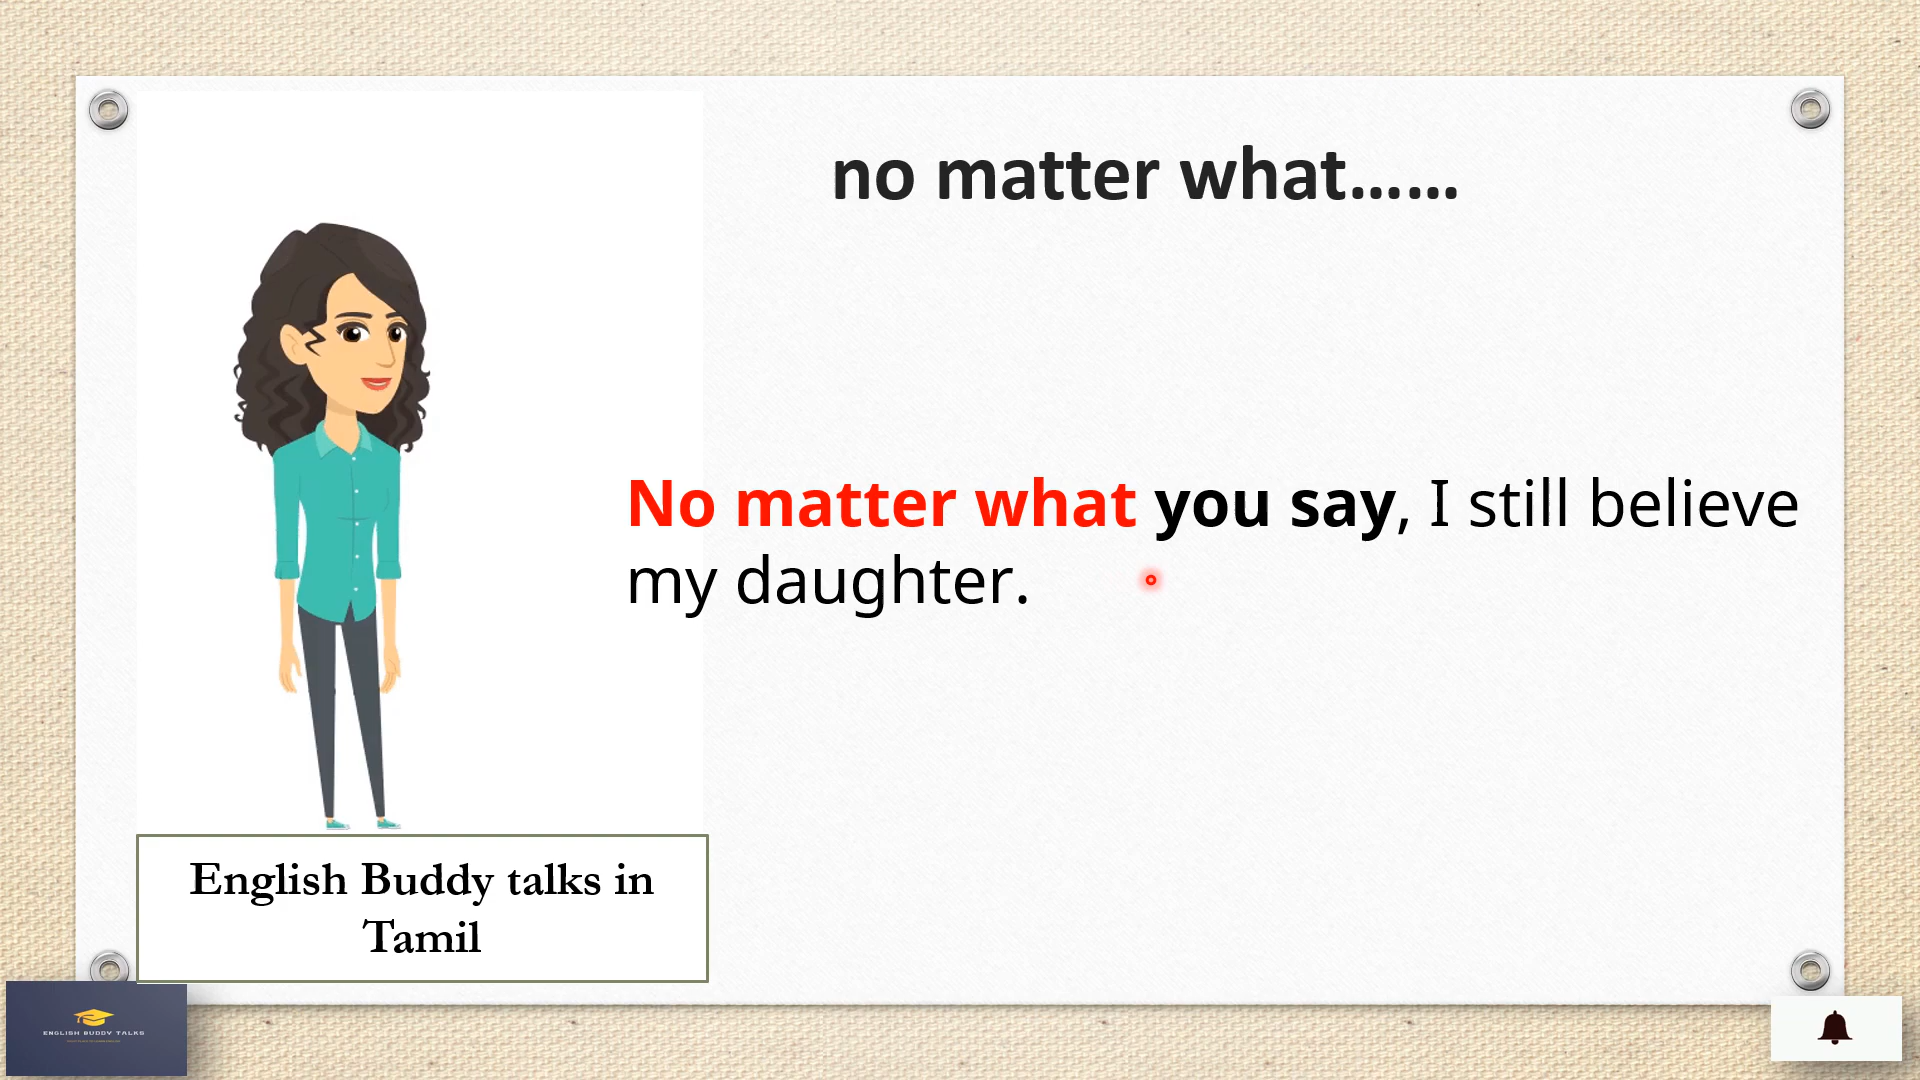 no matter what......
No matter what you say, I still believe
my daughter.
English Buddy talks in
Tamil
ENGLISH BUDDY TALKS